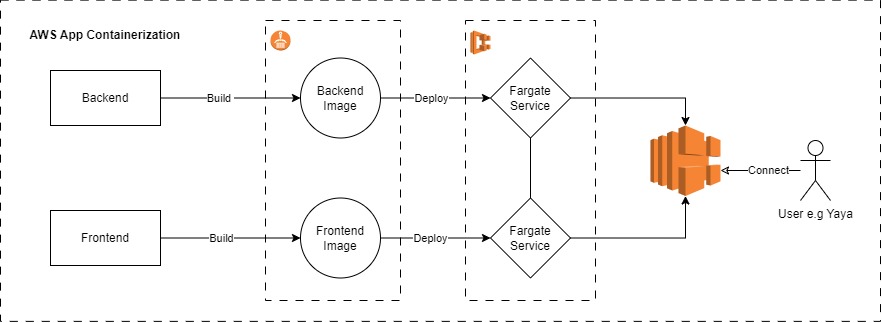 AWS App Containerization
Backend
Build
Backend
Image
Deploy
Fargate
Service
Frontend
Build
Frontend
Image
Deploy
Fargate
Service
Connect
User e.g Yaya